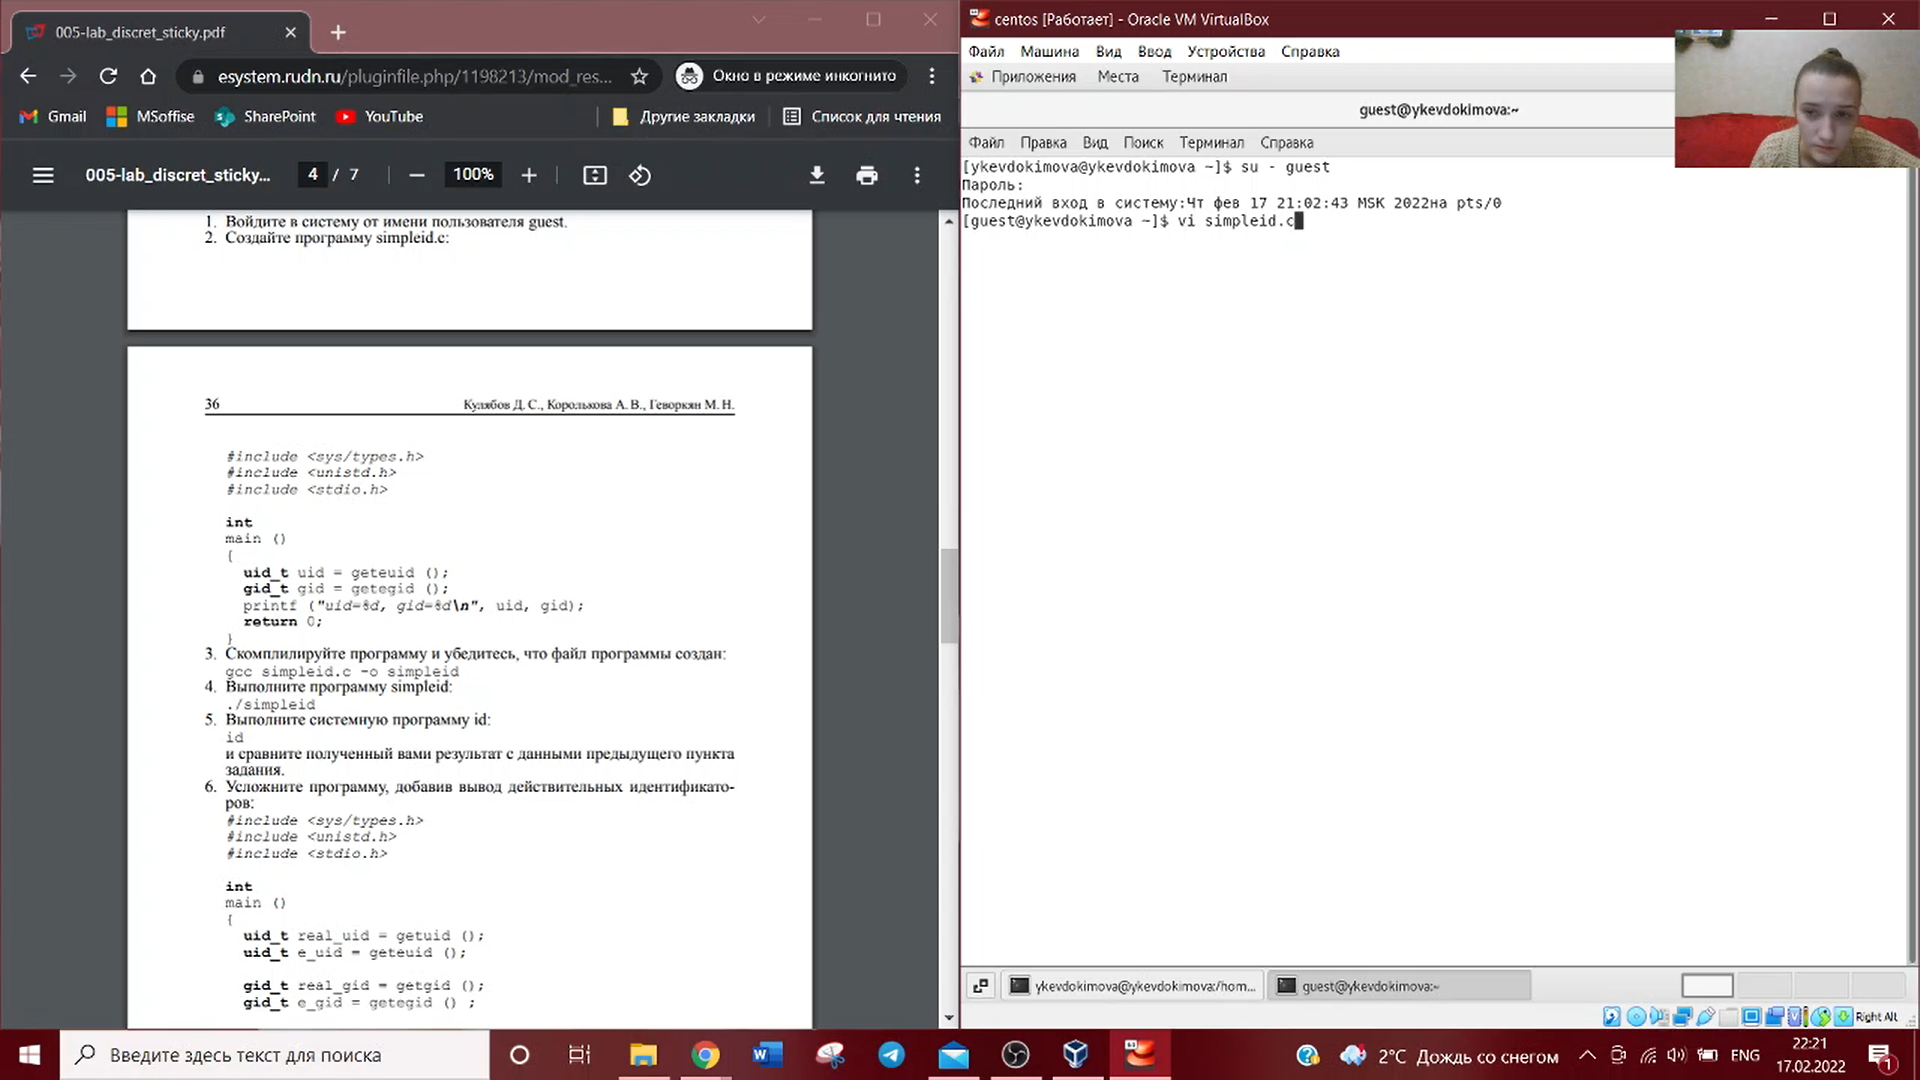 005-lab_discret_sticky.pdf
esystem.rudn.ru/pluginfile.php/1198213/mod_res...
Окно в режиме инкогнито
Gmail
MSoffise
SharePoint
YouTube
Другие закладки
Список для чтения
005-lab_discret_sticky...
4 / 7
100%
1. Войдите в систему от имени пользователя guest.
2. Создайте программу simpleid.c:
36
Кулябов Д. С., Королькова А. В., Геворкян М. Н.
#include <sys/types.h>
#include <unistd.h>
#include <stdio.h>
int
main ()
{
uid_t uid = geteuid ();
gid_t gid = getegid ();
printf ("uid=%d, gid=%d\n", uid, gid);
return 0;
}
3. Скомплилируйте программу и убедитесь, что файл программы создан:
gcc simpleid.c -o simpleid
4. Выполните программу simpleid:
./simpleid
5. Выполните системную программу id:
id
и сравните полученный вами результат с данными предыдущего пункта
задания.
6. Усложните программу, добавив вывод действительных идентификато-
ров:
#include <sys/types.h>
#include <unistd.h>
#include <stdio.h>
int
main ()
{
uid_t real_uid = getuid ();
uid_t e_uid = geteuid ();
gid_t real_gid = getgid ();
gid_t e_gid = getegid () ;
centos [Работает] - Oracle VM VirtualBox
Файл Машина Вид Ввод Устройства Справка
Приложения Места Терминал
guest@ykevdokimova:~
Файл Правка Вид Поиск Терминал Справка
[ykevdokimova@ykevdokimova ~]$ su - guest
Пароль:
Последний вход в систему:Чт фев 17 21:02:43 MSK 2022на pts/0
[guest@ykevdokimova ~]$ vi simpleid.c
ykevdokimova@ykevdokimova:/hom...
guest@ykevdokimova:~
Right Alt
Введите здесь текст для поиска
2°C Дождь со снегом
ENG
22:21
17.02.2022
1